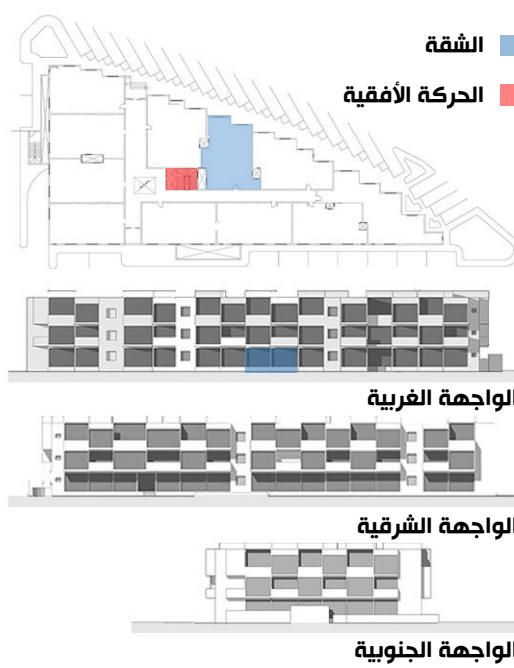 الشقة
الحركة الأفقية
الواجهة الغربية
الواجهة الشرقية
الواجهة الجنوبية